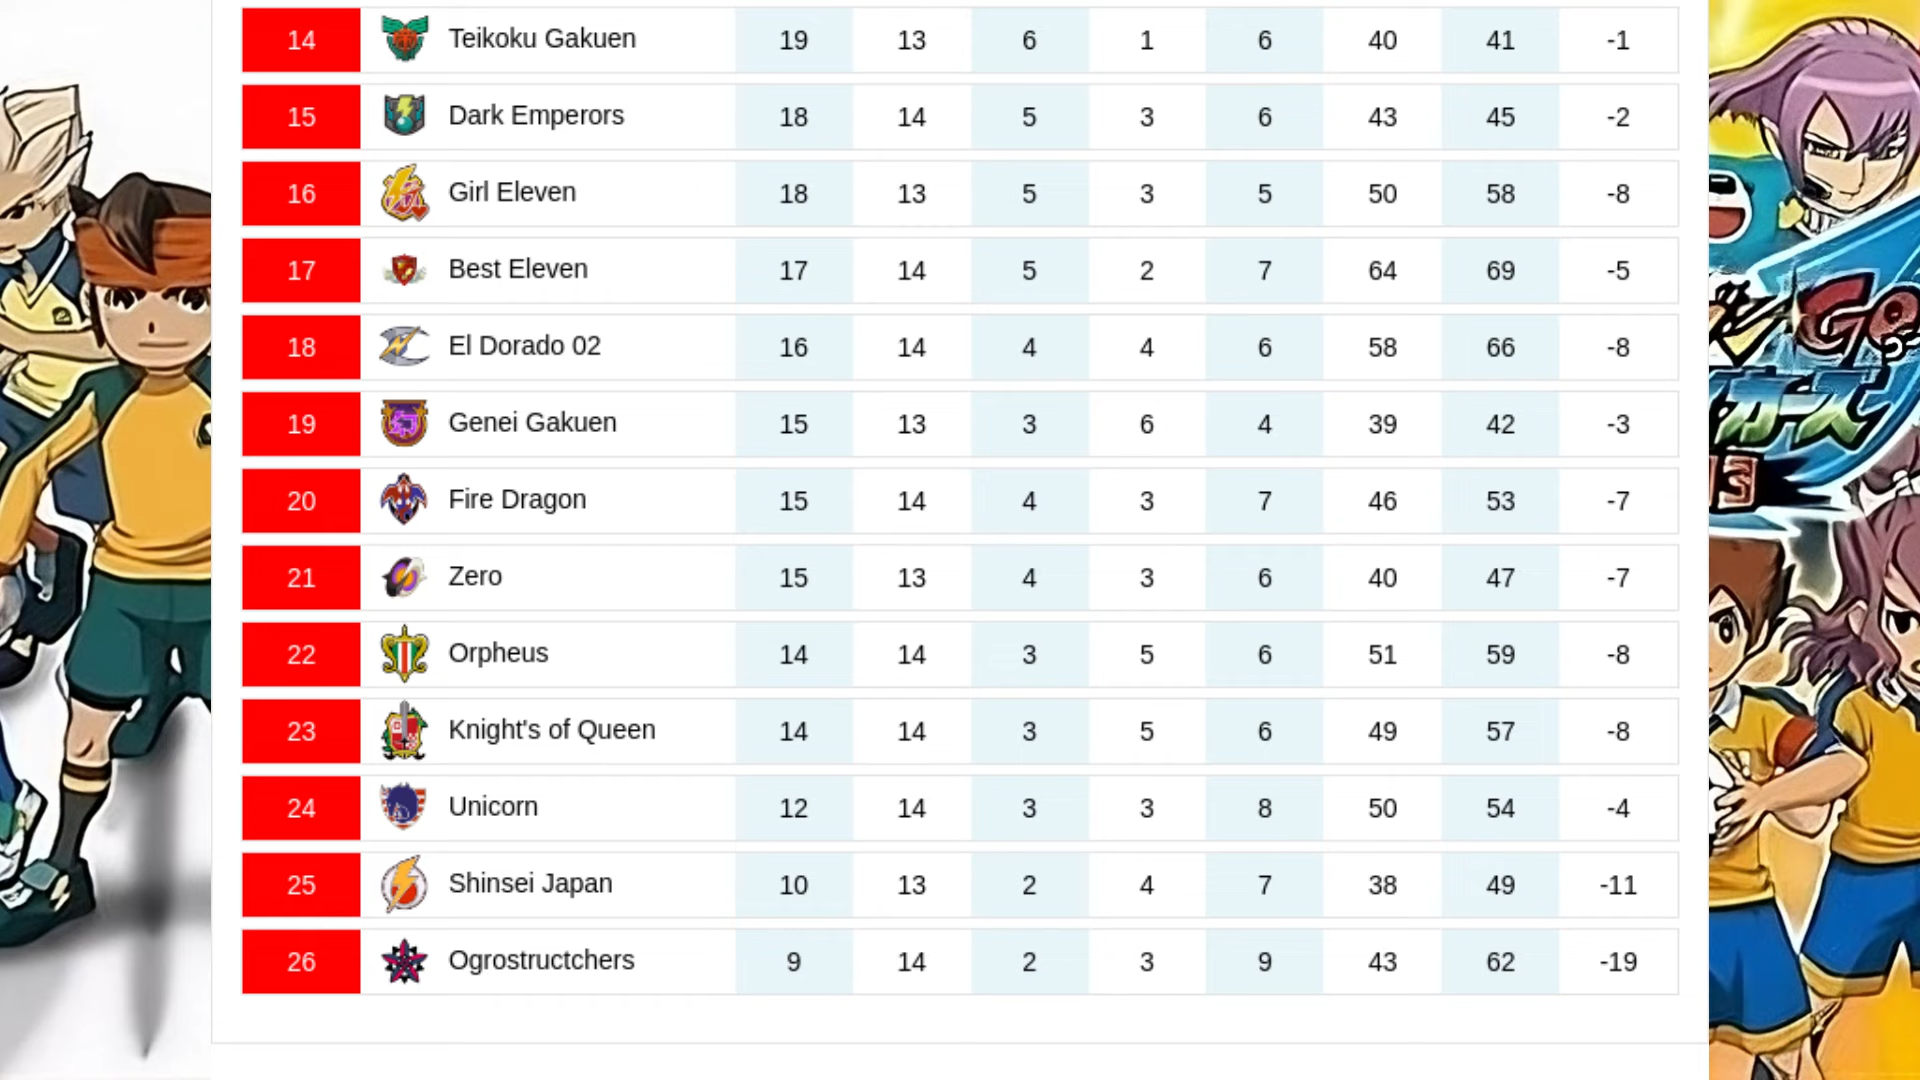 14 Teikoku Gakuen 19 13 6 1 6 40 41 -1
15 Dark Emperors 18 14 5 3 6 43 45 -2
16 Girl Eleven 18 13 5 3 5 50 58 -8
17 Best Eleven 17 14 5 2 7 64 69 -5
18 El Dorado 02 16 14 4 4 6 58 66 -8
19 Genei Gakuen 15 13 3 6 4 39 42 -3
20 Fire Dragon 15 14 4 3 7 46 53 -7
21 Zero 15 13 4 3 6 40 47 -7
22 Orpheus 14 14 3 5 6 51 59 -8
23 Knight's of Queen 14 14 3 5 6 49 57 -8
24 Unicorn 12 14 3 3 8 50 54 -4
25 Shinsei Japan 10 13 2 4 7 38 49 -11
26 Ogrostructchers 9 14 2 3 9 43 62 -19
GO
カーズ
13